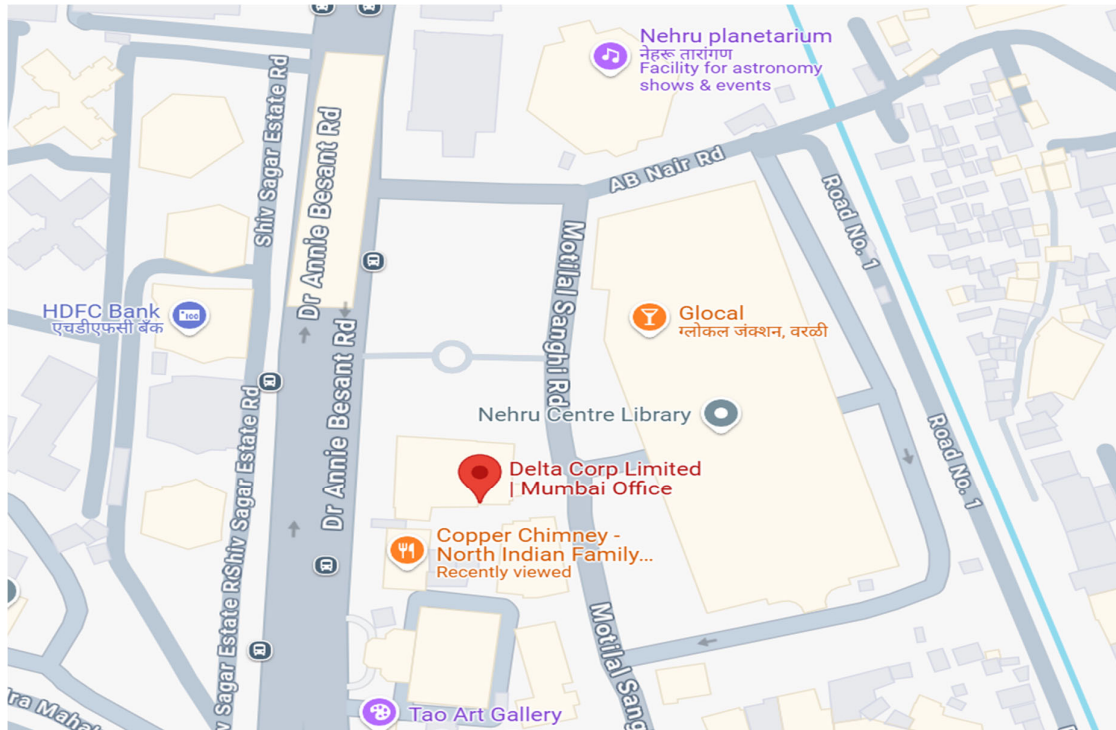 Nehru planetarium
नेहरू तारांगण
Facility for astronomy
shows & events
Shiv Sagar Estate Rd
Dr Annie Besant Rd
AB Nair Rd
Road No. 1
Motilal Sanghi Rd
HDFC Bank
एचडीएफसी बँक
Glocal
ग्लोकल जंक्शन, वरळी
Dr Annie Besant Rd
Shiv Sagar Estate Rd
Nehru Centre Library
Road No. 1
Delta Corp Limited
| Mumbai Office
Copper Chimney -
North Indian Family...
Recently viewed
Sagar Estate R
Motilal Sang
Tao Art Gallery